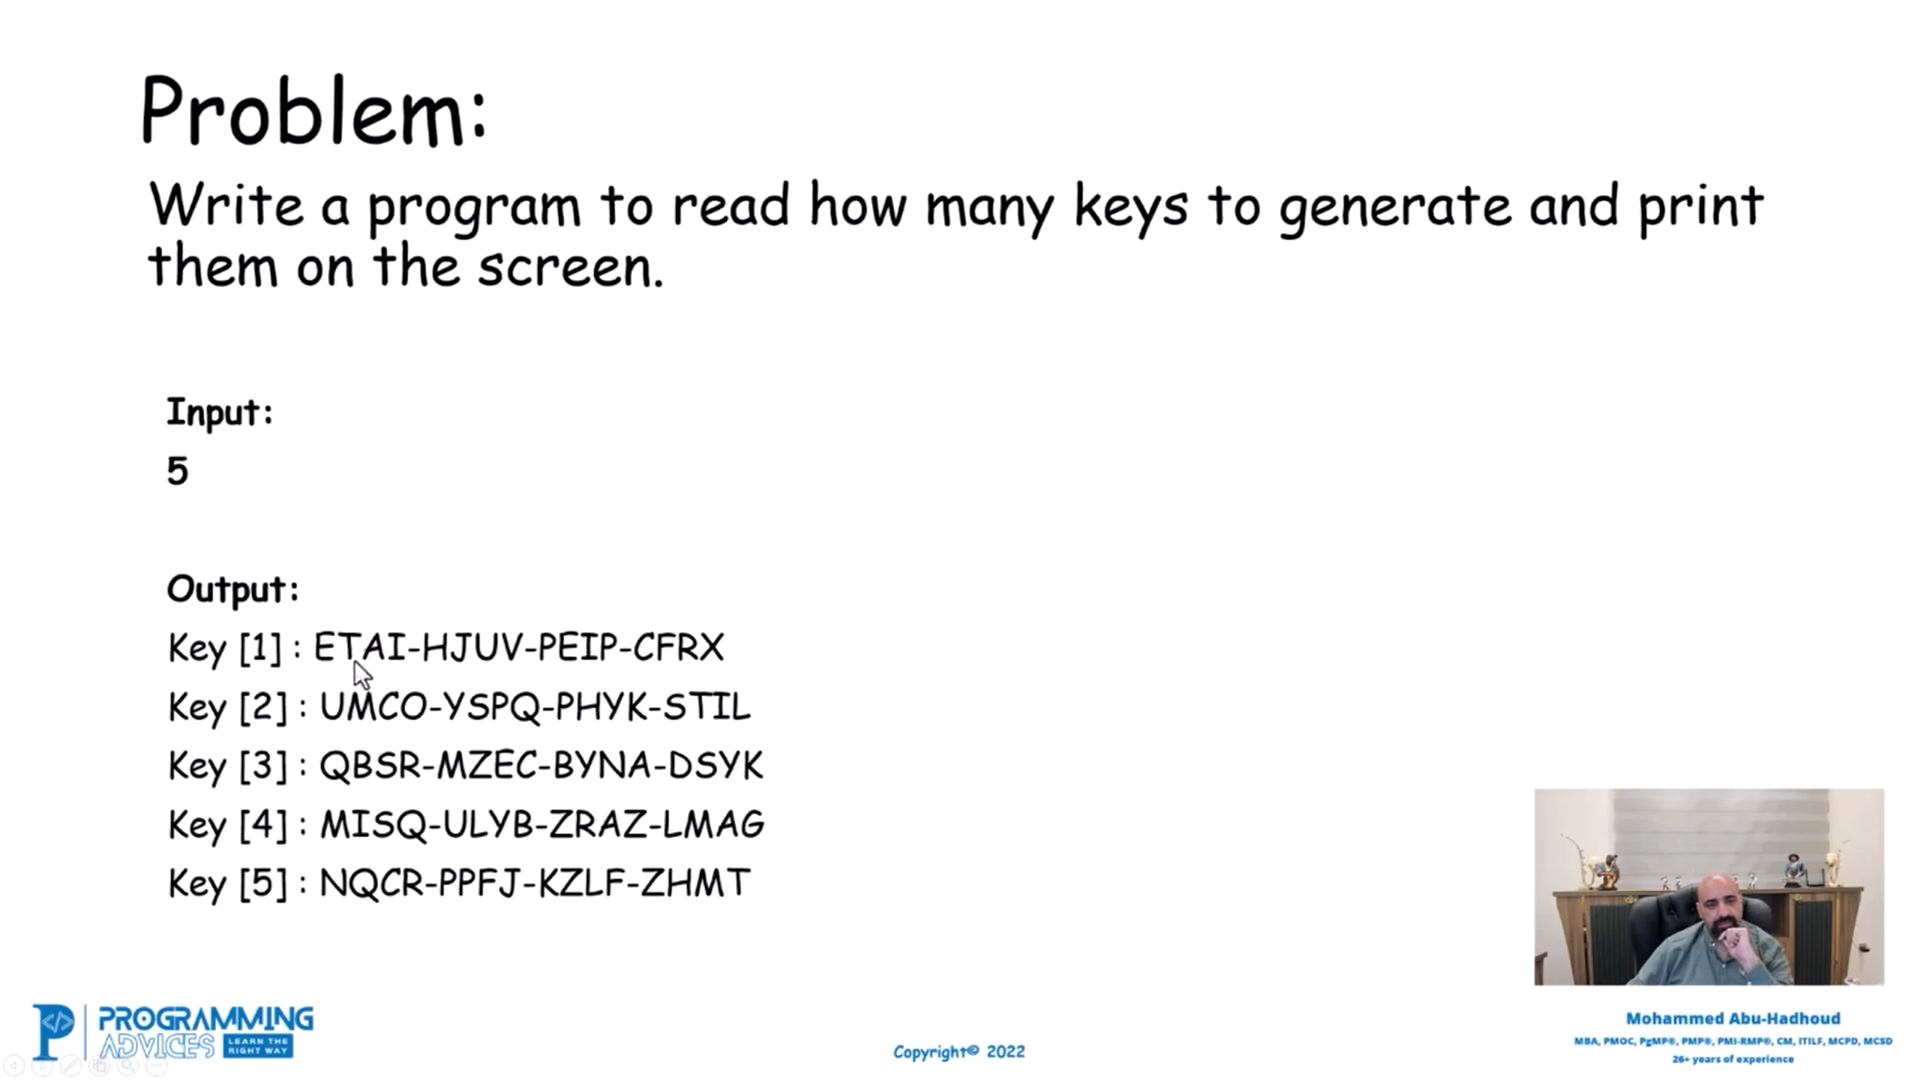 Problem:
Write a program to read how many keys to generate and print
them on the screen.
Input:
5
Output:
Key [1] : ETAI-HJUV-PEIP-CFRX
Key [2] : UMCO-YSPQ-PHYK-STIL
Key [3] : QBSR-MZEC-BYNA-DSYK
Key [4] : MISQ-ULYB-ZRAZ-LMAG
Key [5] : NQCR-PPFJ-KZLF-ZHMT
PROGRAMMING
ADVICES
LEARN THE
RIGHT WAY
Copyright© 2022
Mohammed Abu-Hadhoud
MBA, PMOC, PgMP®, PMP®, PMI-RMP®, CM, ITILF, MCPD, MCSD
26+ years of experience